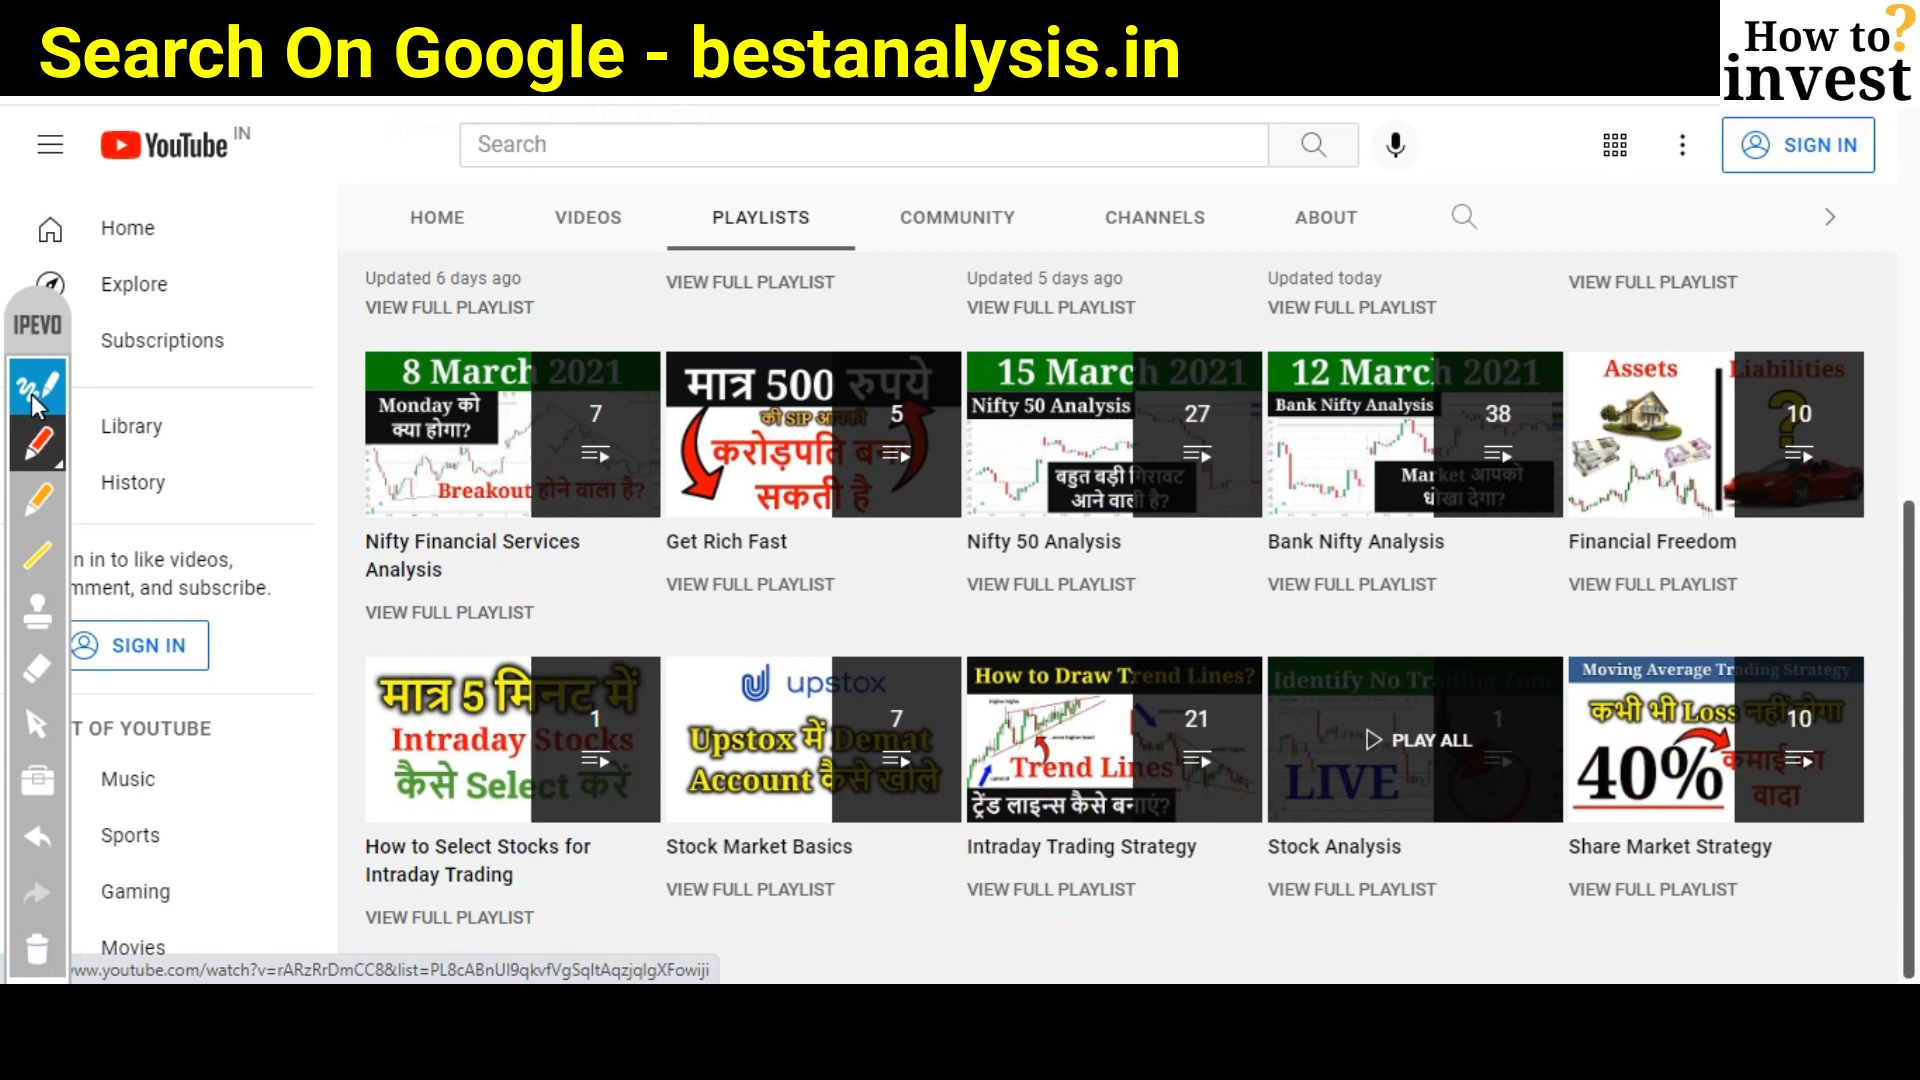 Search On Google - bestanalysis.in
How to?
invest
YouTube IN
Search
SIGN IN
Home
Explore
IPEVO
Subscriptions
Library
History
n in to like videos,
mment, and subscribe.
SIGN IN
T OF YOUTUBE
Music
Sports
Gaming
Movies
HOME VIDEOS PLAYLISTS COMMUNITY CHANNELS ABOUT
Updated 6 days ago
VIEW FULL PLAYLIST
VIEW FULL PLAYLIST
Updated 5 days ago
VIEW FULL PLAYLIST
Updated today
VIEW FULL PLAYLIST
VIEW FULL PLAYLIST
8 March 2021
Monday को
क्या होगा?
7
Breakout होने वाला है?
Nifty Financial Services
Analysis
VIEW FULL PLAYLIST
मात्र 500 रुपये
की SIP आपको
5
करोड़पति बना
सकती है
Get Rich Fast
VIEW FULL PLAYLIST
15 March 2021
Nifty 50 Analysis
27
बहुत बड़ी गिरावट
आने वाली है?
Nifty 50 Analysis
VIEW FULL PLAYLIST
12 March 2021
Bank Nifty Analysis
38
Market आपको
धोखा देगा?
Bank Nifty Analysis
VIEW FULL PLAYLIST
Assets Liabilities
10
Financial Freedom
VIEW FULL PLAYLIST
मात्र 5 मिनट में
1
Intraday Stocks
कैसे Select करें
How to Select Stocks for
Intraday Trading
VIEW FULL PLAYLIST
upstox
7
Upstox में Demat
Account कैसे खोले
Stock Market Basics
VIEW FULL PLAYLIST
How to Draw Trend Lines?
21
Trend Lines
ट्रेंड लाइन्स कैसे बनाएं?
Intraday Trading Strategy
VIEW FULL PLAYLIST
Identify No Trading Zone
1
PLAY ALL
LIVE
Stock Analysis
VIEW FULL PLAYLIST
Moving Average Trading Strategy
कभी भी Loss नहीं होगा
10
40% कमाई का
वादा
Share Market Strategy
VIEW FULL PLAYLIST
www.youtube.com/watch?v=rARzRrDmCC8&list=PL8cABnUI9qkvfVgSqItAqzjqIgXFowiji